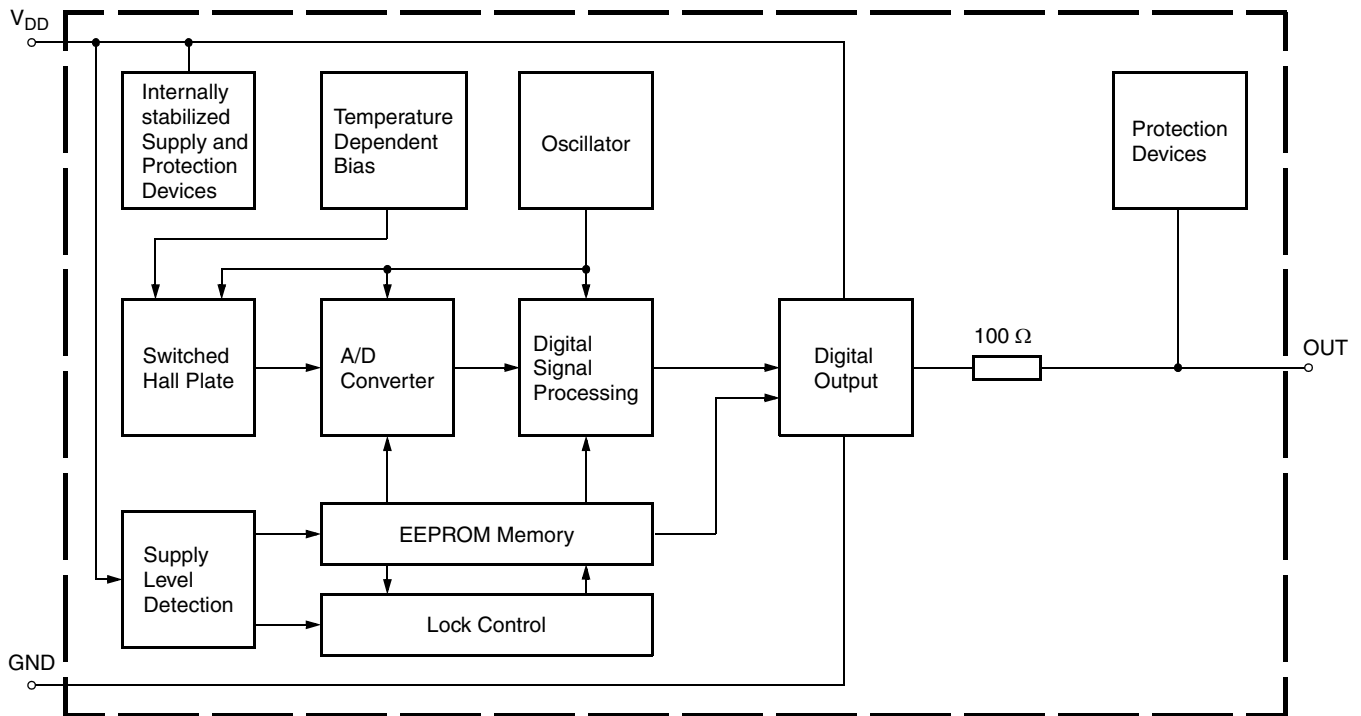 V_DD
Internally
stabilized
Supply and
Protection
Devices
Temperature
Dependent
Bias
Oscillator
Protection
Devices
Switched
Hall Plate
A/D
Converter
Digital
Signal
Processing
Digital
Output
100 Ω
OUT
EEPROM Memory
Supply
Level
Detection
Lock Control
GND